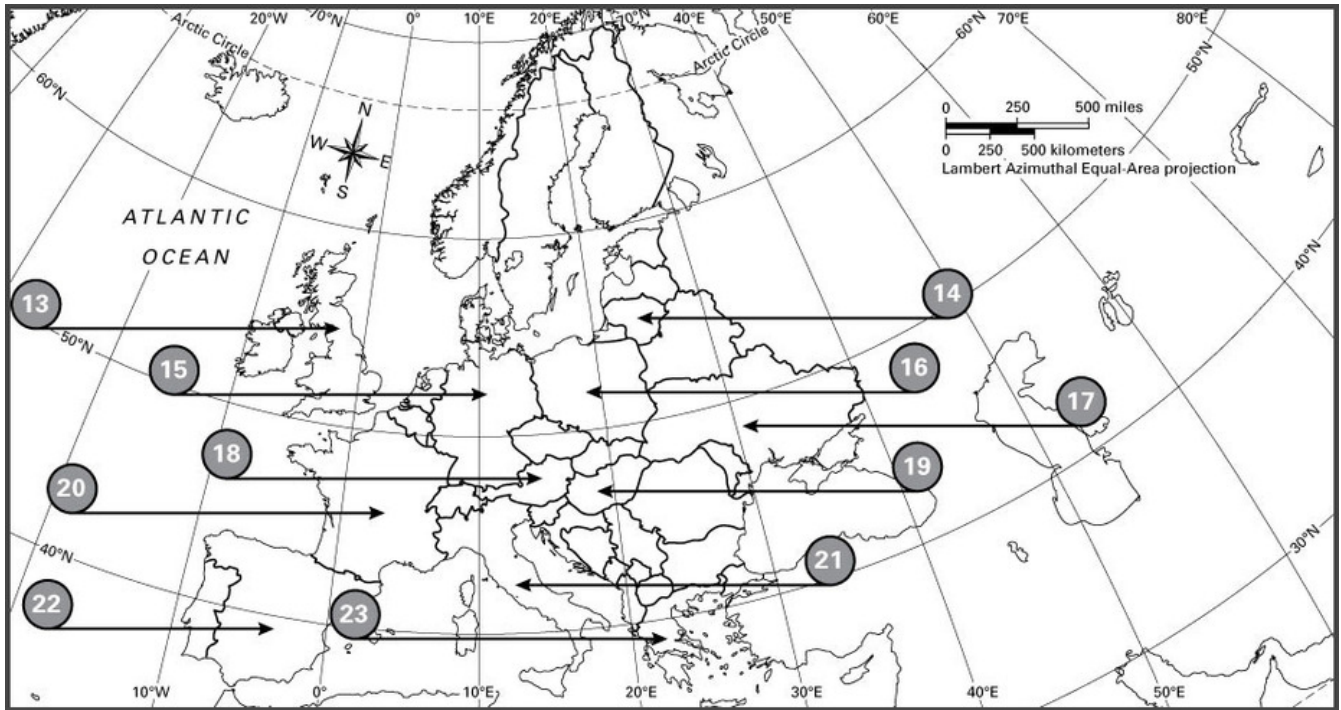 20°W
10°N
0°
10°E
20°E
30°N
40°E
50°E
60°E
70°E
80°E
Arctic Circle
Arctic Circle
60°N
60°N
50°N
N
W
E
S
0 250 500 miles
0 250 500 kilometers
Lambert Azimuthal Equal-Area projection
ATLANTIC
OCEAN
40°N
13
14
50°N
15
16
17
18
19
20
21
40°N
30°N
22
23
10°W
0°
10°E
20°E
30°E
40°E
50°E